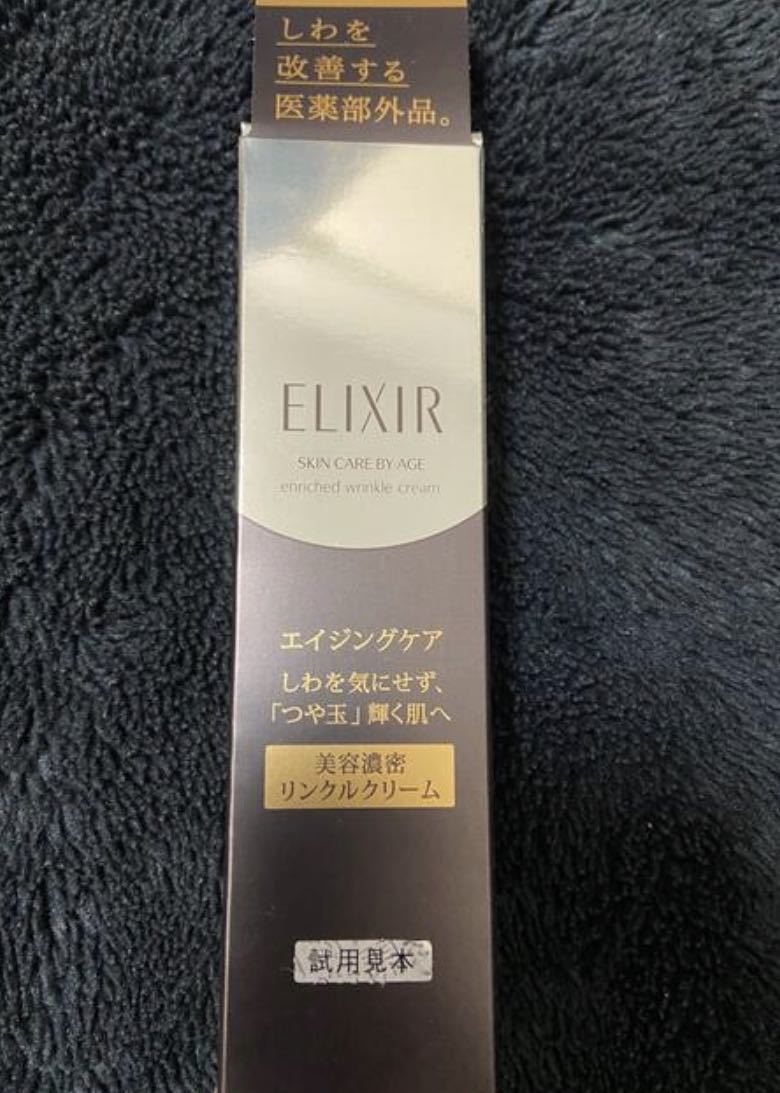 しわを
改善する
医薬部外品。
ELIXIR
SKIN CARE BY AGE
enriched wrinkle cream
エイジングケア
しわを気にせず、
「つや玉」輝く肌へ
美容濃密
リンクルクリーム
試用見本